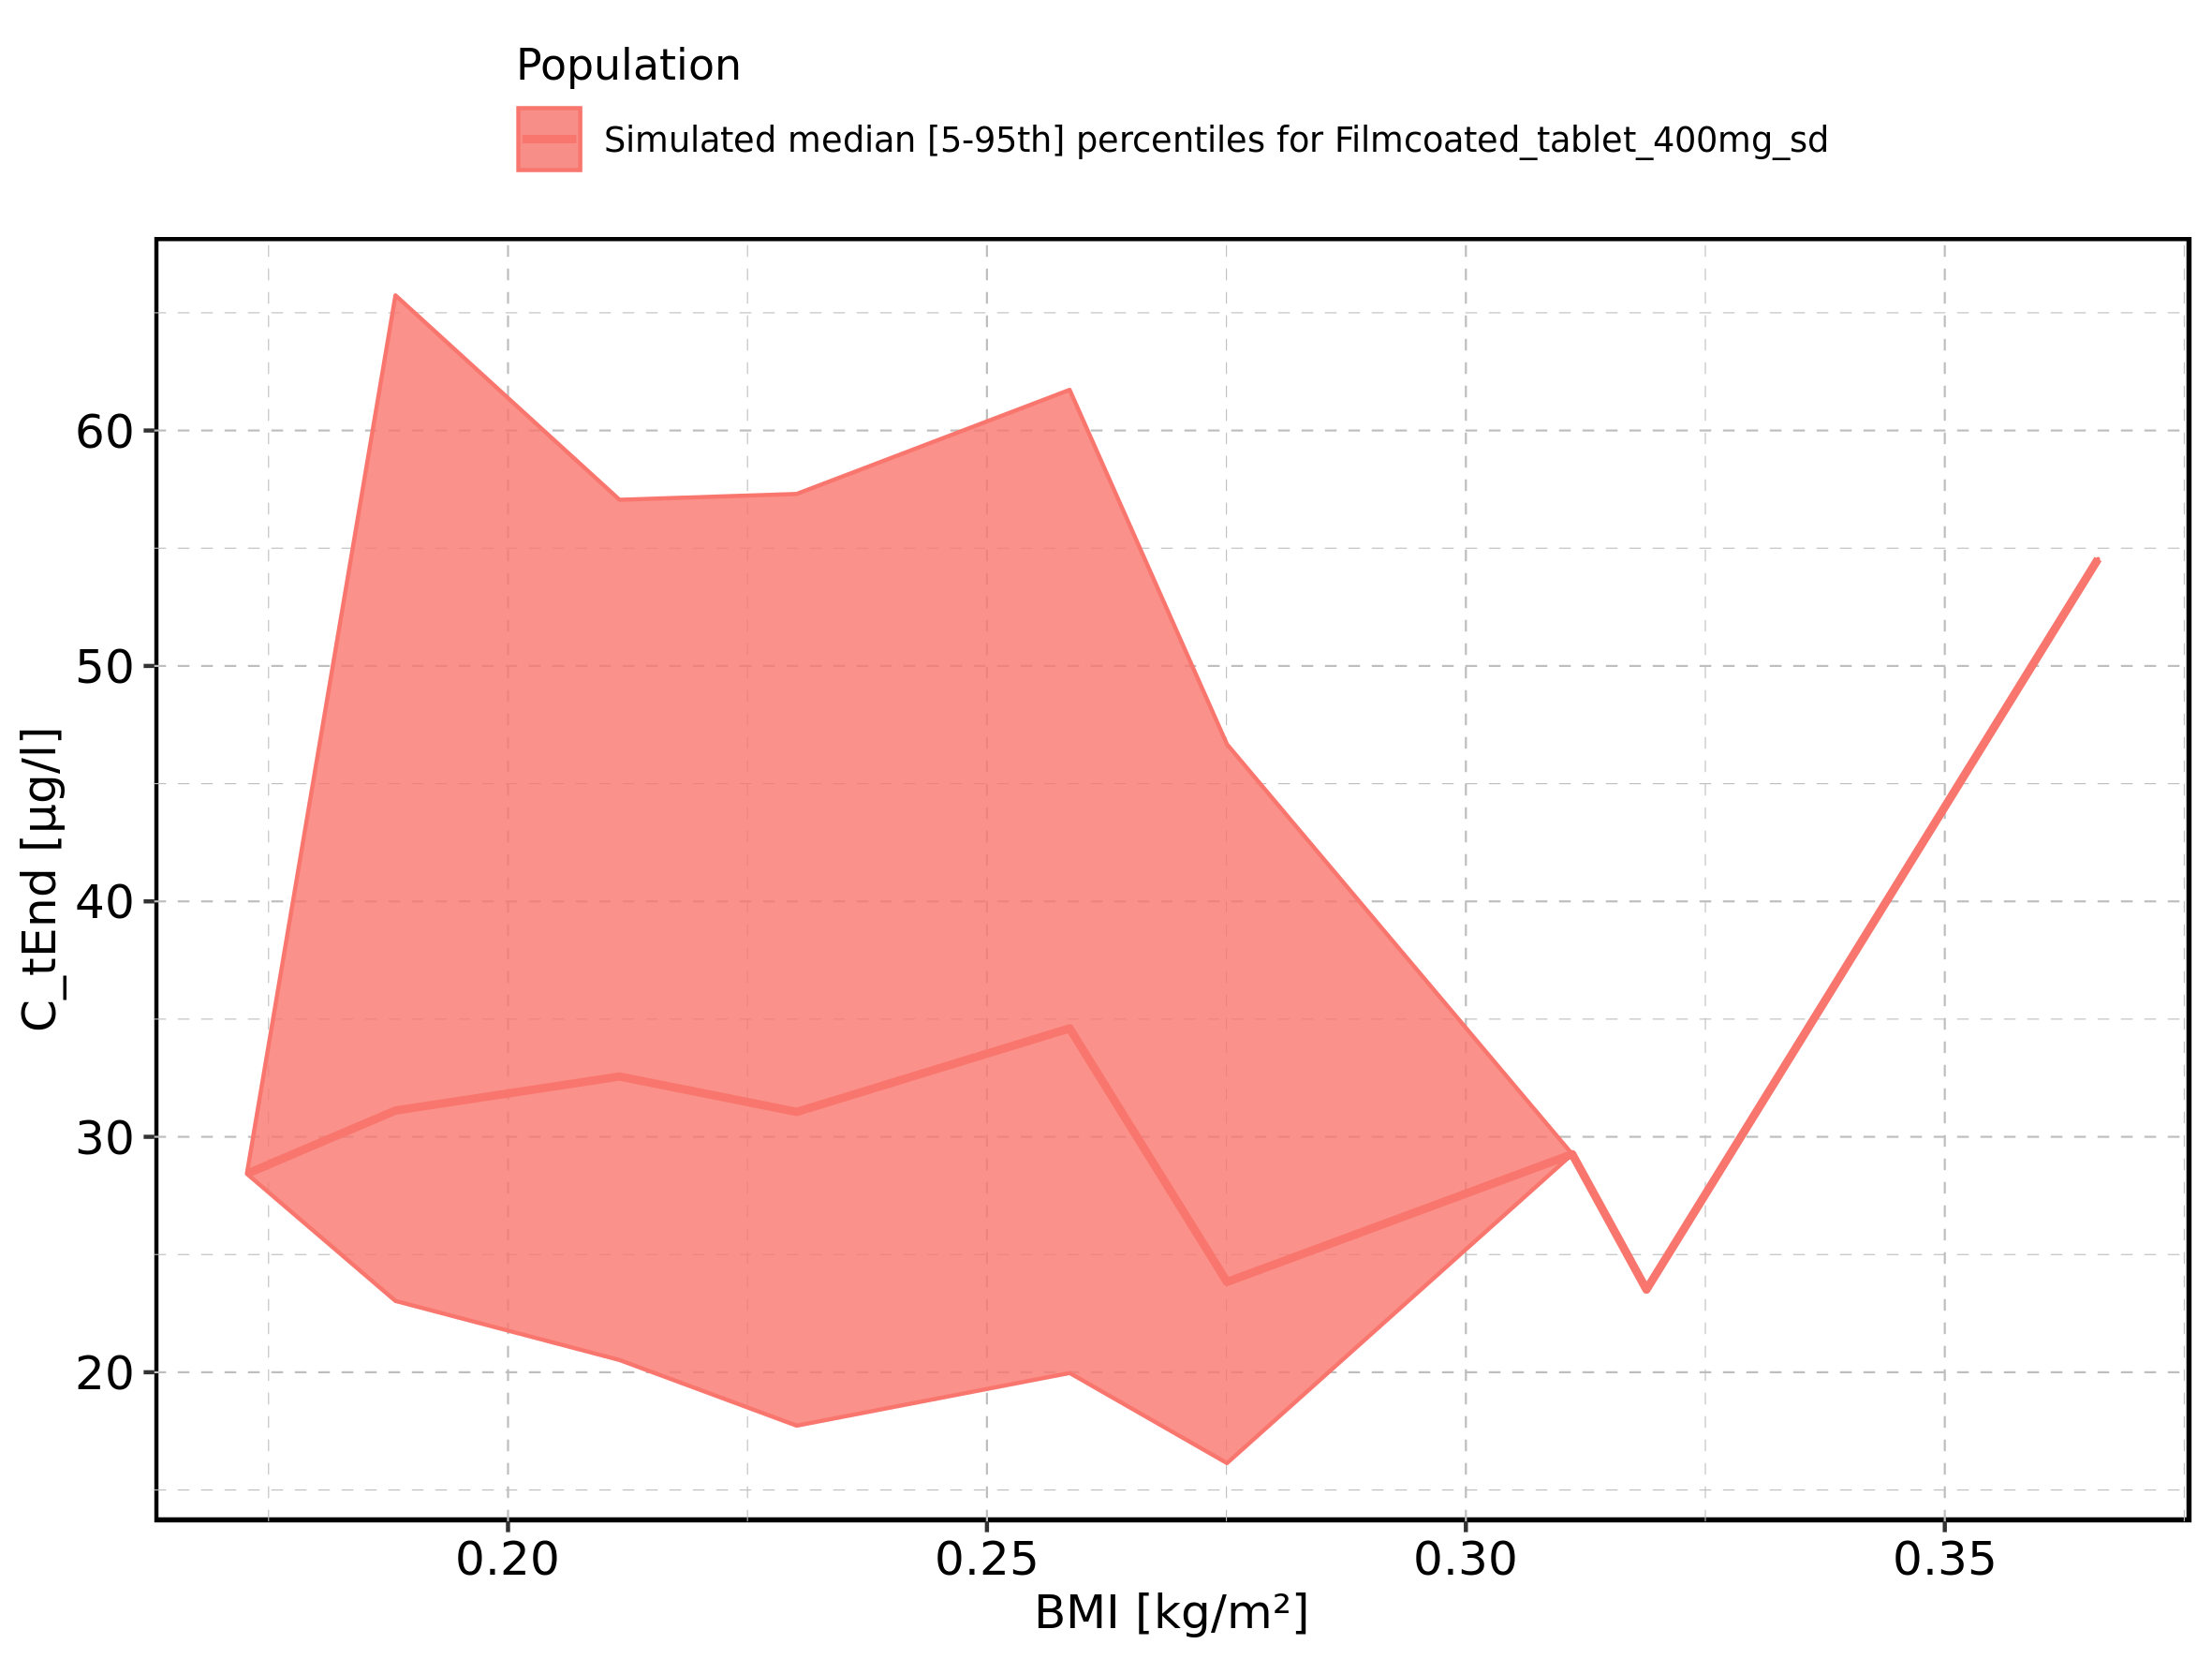 Population
Simulated median [5-95th] percentiles for Filmcoated_tablet_400mg_sd
C_tEnd [µg/l]
60
50
40
30
20
0.20 0.25 0.30 0.35
BMI [kg/m²]